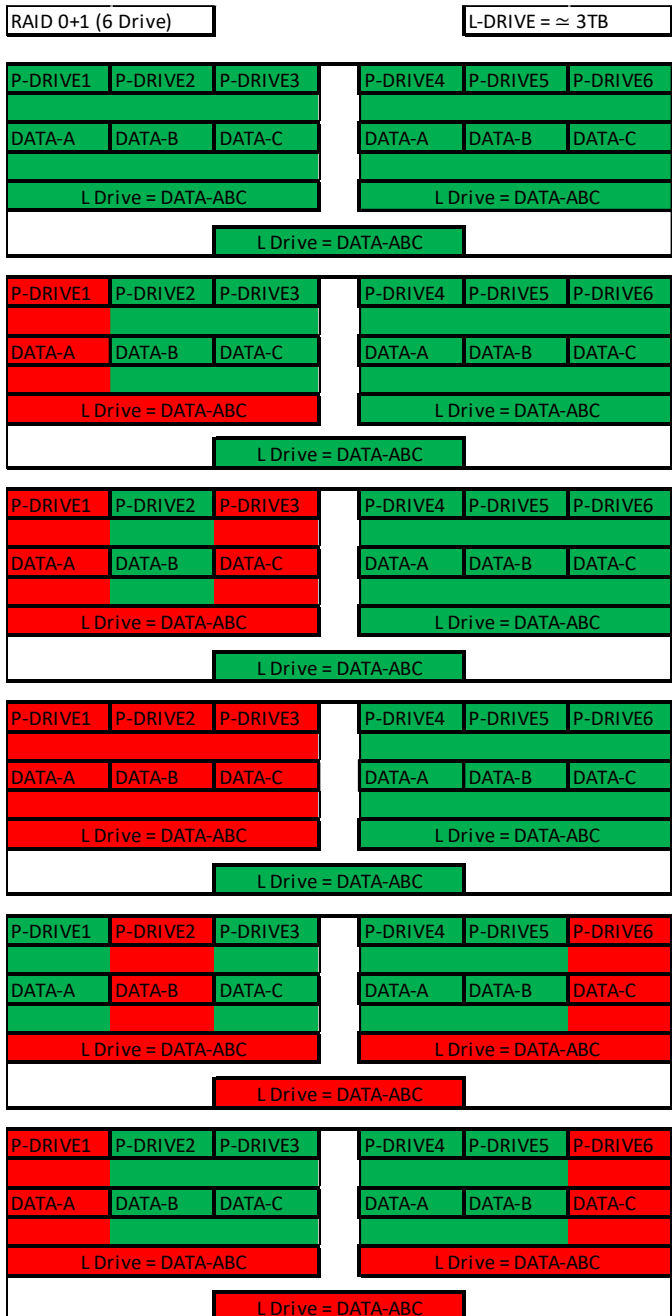 RAID 0+1 (6 Drive) L-DRIVE = ≃ 3TB
P-DRIVE1 P-DRIVE2 P-DRIVE3 P-DRIVE4 P-DRIVE5 P-DRIVE6
DATA-A DATA-B DATA-C DATA-A DATA-B DATA-C
L Drive = DATA-ABC L Drive = DATA-ABC
L Drive = DATA-ABC
P-DRIVE1 P-DRIVE2 P-DRIVE3 P-DRIVE4 P-DRIVE5 P-DRIVE6
DATA-A DATA-B DATA-C DATA-A DATA-B DATA-C
L Drive = DATA-ABC L Drive = DATA-ABC
L Drive = DATA-ABC
P-DRIVE1 P-DRIVE2 P-DRIVE3 P-DRIVE4 P-DRIVE5 P-DRIVE6
DATA-A DATA-B DATA-C DATA-A DATA-B DATA-C
L Drive = DATA-ABC L Drive = DATA-ABC
L Drive = DATA-ABC
P-DRIVE1 P-DRIVE2 P-DRIVE3 P-DRIVE4 P-DRIVE5 P-DRIVE6
DATA-A DATA-B DATA-C DATA-A DATA-B DATA-C
L Drive = DATA-ABC L Drive = DATA-ABC
L Drive = DATA-ABC
P-DRIVE1 P-DRIVE2 P-DRIVE3 P-DRIVE4 P-DRIVE5 P-DRIVE6
DATA-A DATA-B DATA-C DATA-A DATA-B DATA-C
L Drive = DATA-ABC L Drive = DATA-ABC
L Drive = DATA-ABC
P-DRIVE1 P-DRIVE2 P-DRIVE3 P-DRIVE4 P-DRIVE5 P-DRIVE6
DATA-A DATA-B DATA-C DATA-A DATA-B DATA-C
L Drive = DATA-ABC L Drive = DATA-ABC
L Drive = DATA-ABC